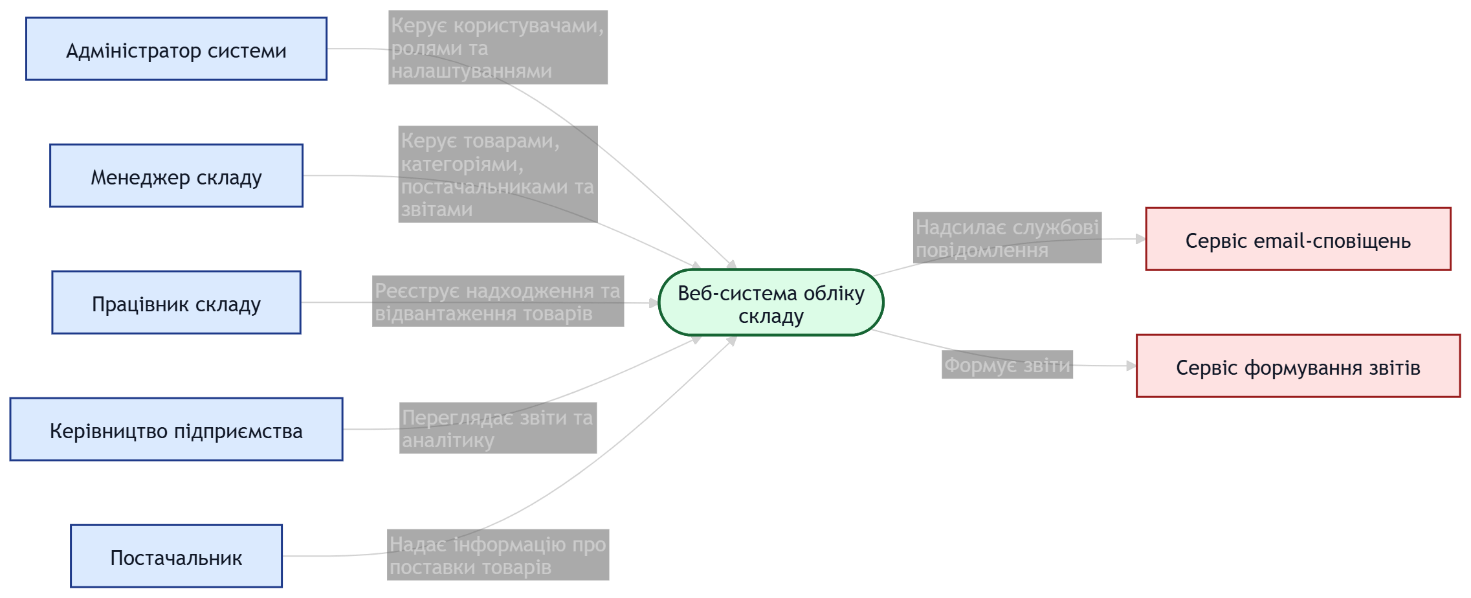 Адміністратор системи
Керує користувачами,
ролями та
налаштуваннями
Менеджер складу
Керує товарами,
категоріями,
постачальниками та
звітами
Працівник складу
Реєструє надходження та
відвантаження товарів
Керівництво підприємства
Переглядає звіти та
аналітику
Постачальник
Надає інформацію про
поставки товарів
Веб-система обліку
складу
Надсилає службові
повідомлення
Сервіс email-сповіщень
Формує звіти
Сервіс формування звітів